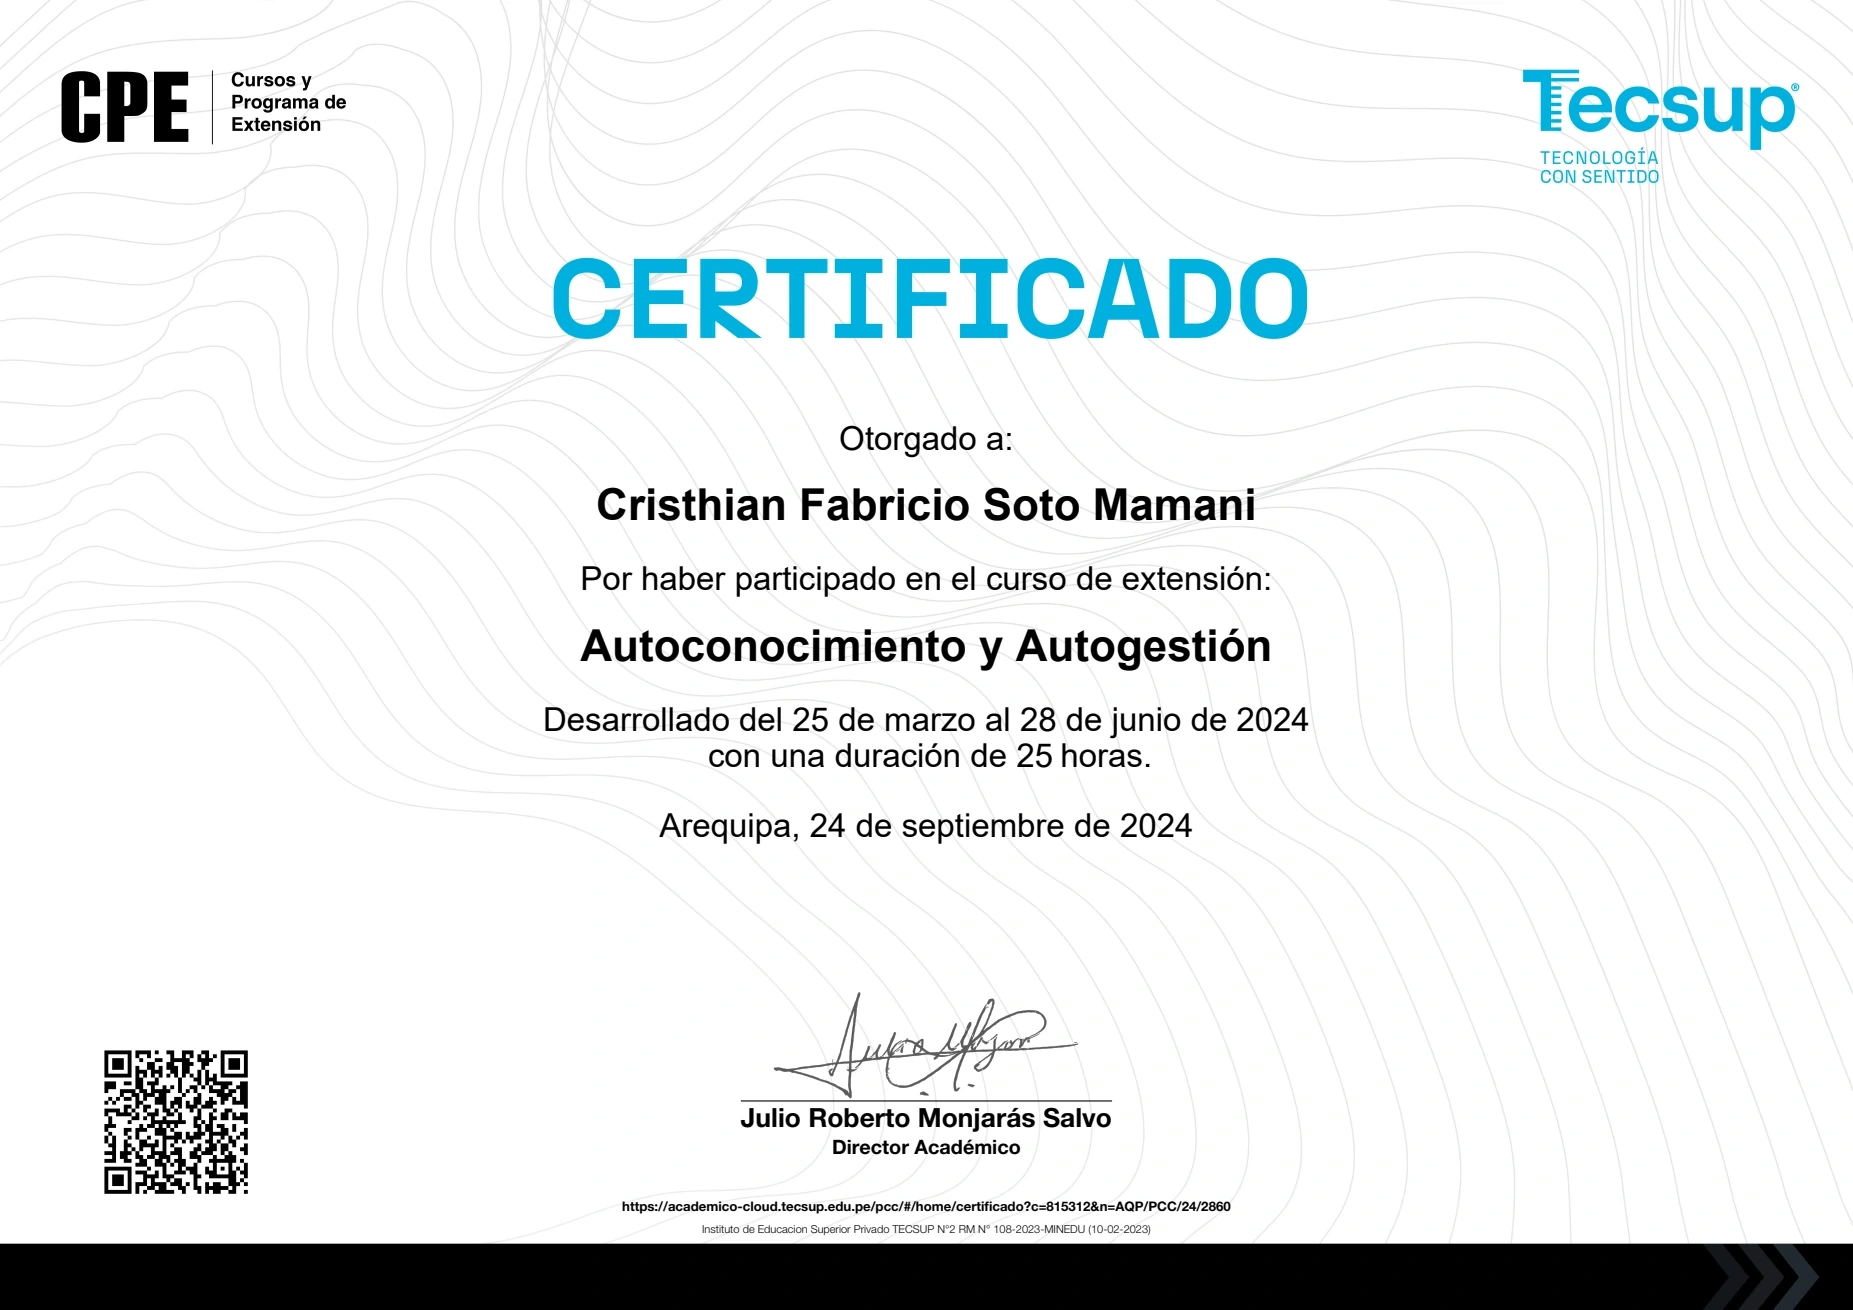 CPE
Cursos y
Programa de
Extensión
Tecsup®
TECNOLOGÍA
CON SENTIDO
CERTIFICADO
Otorgado a:
Cristhian Fabricio Soto Mamani
Por haber participado en el curso de extensión:
Autoconocimiento y Autogestión
Desarrollado del 25 de marzo al 28 de junio de 2024
con una duración de 25 horas.
Arequipa, 24 de septiembre de 2024
Julio Roberto Monjarás Salvo
Director Académico
https://academico-cloud.tecsup.edu.pe/pcc/#/home/certificado?c=815312&n=AQP/PCC/24/2860
Instituto de Educacion Superior Privado TECSUP N°2 RM N° 108-2023-MINEDU (10-02-2023)